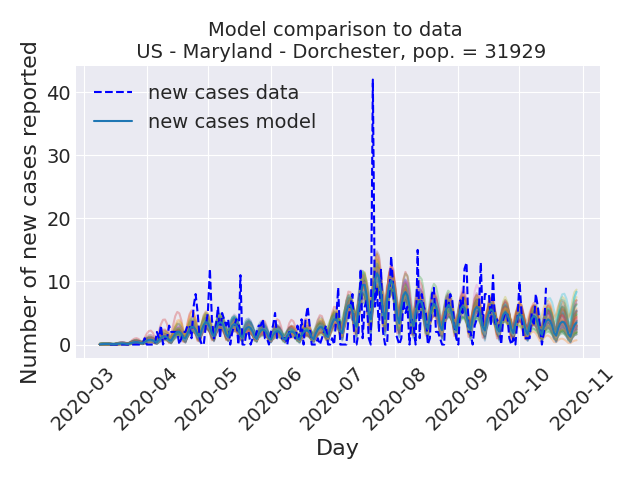 Model comparison to data
US - Maryland - Dorchester, pop. = 31929
Number of new cases reported
40
30
20
10
0
new cases data
new cases model
2020-03
2020-04
2020-05
2020-06
2020-07
2020-08
2020-09
2020-10
2020-11
Day